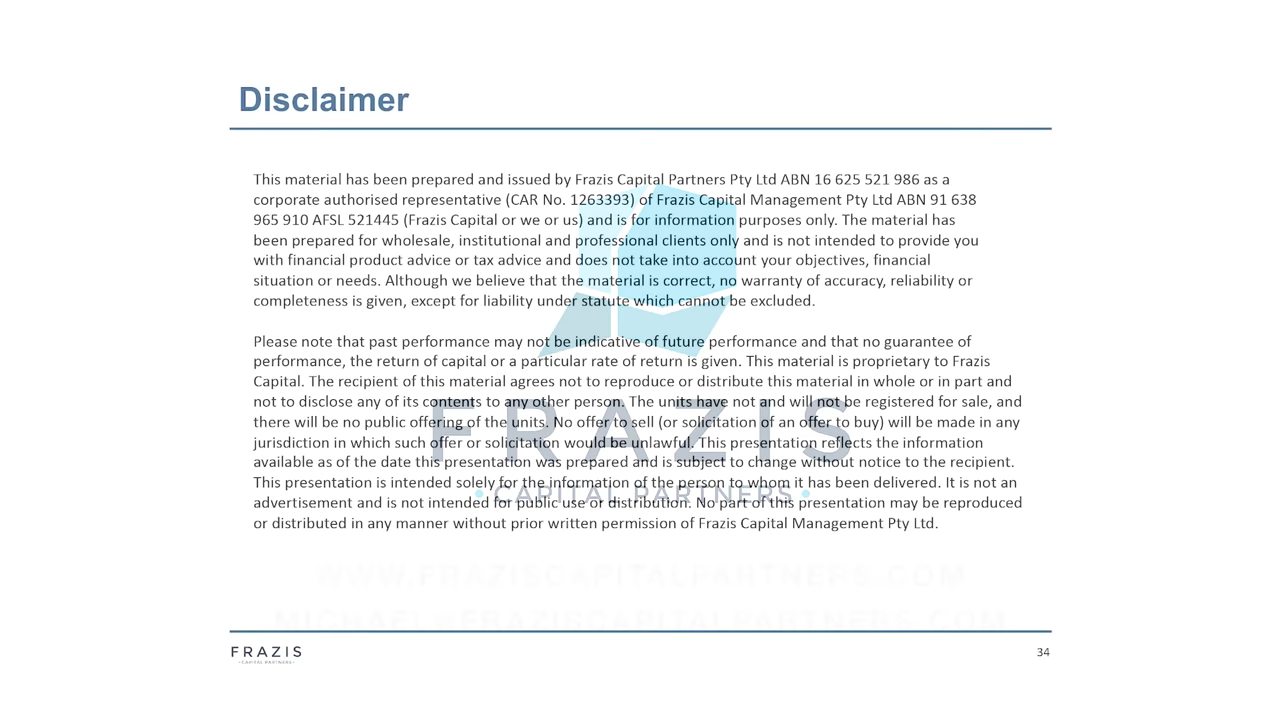 Disclaimer
This material has been prepared and issued by Frazis Capital Partners Pty Ltd ABN 16 625 521 986 as a
corporate authorised representative (CAR No. 1263393) of Frazis Capital Management Pty Ltd ABN 91 638
965 910 AFSL 521445 (Frazis Capital or we or us) and is for information purposes only. The material has
been prepared for wholesale, institutional and professional clients only and is not intended to provide you
with financial product advice or tax advice and does not take into account your objectives, financial
situation or needs. Although we believe that the material is correct, no warranty of accuracy, reliability or
completeness is given, except for liability under statute which cannot be excluded.
Please note that past performance may not be indicative of future performance and that no guarantee of
performance, the return of capital or a particular rate of return is given. This material is proprietary to Frazis
Capital. The recipient of this material agrees not to reproduce or distribute this material in whole or in part and
not to disclose any of its contents to any other person. The units have not and will not be registered for sale, and
there will be no public offering of the units. No offer to sell (or solicitation of an offer to buy) will be made in any
jurisdiction in which such offer or solicitation would be unlawful. This presentation reflects the information
available as of the date this presentation was prepared and is subject to change without notice to the recipient.
This presentation is intended solely for the information of the person to whom it has been delivered. It is not an
advertisement and is not intended for public use or distribution. No part of this presentation may be reproduced
or distributed in any manner without prior written permission of Frazis Capital Management Pty Ltd.
FRAZIS
• CAPITAL PARTNERS •
WWW.FRAZISCAPITALPARTNERS.COM
MICHAEL@FRAZISCAPITALPARTNERS.COM
FRAZIS
• CAPITAL PARTNERS •
34